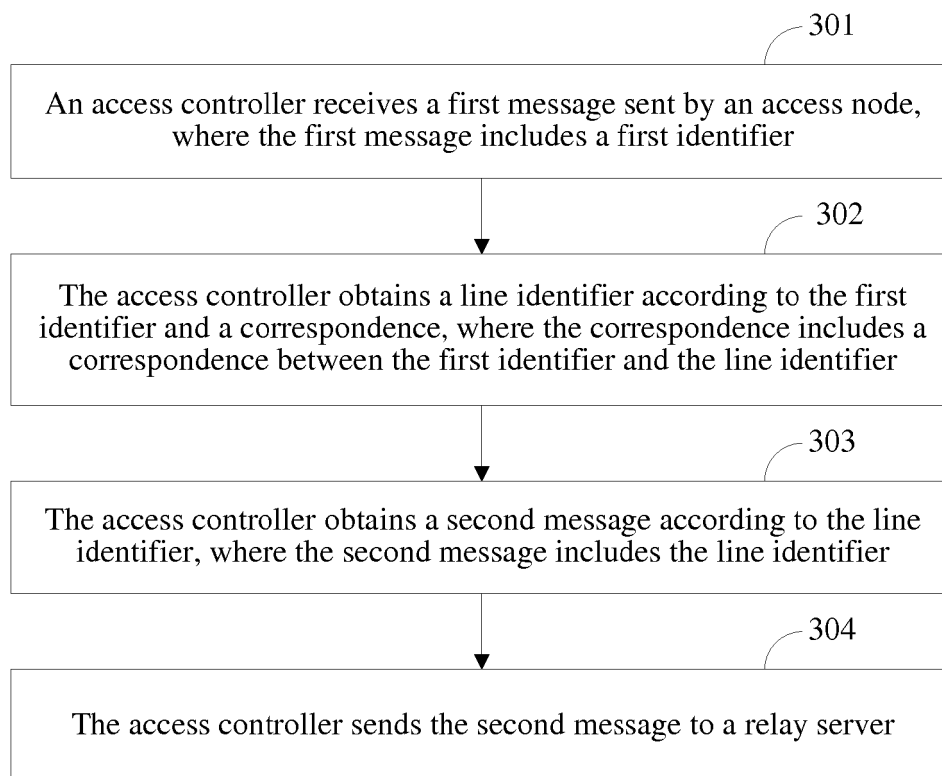 301
An access controller receives a first message sent by an access node,
where the first message includes a first identifier
302
The access controller obtains a line identifier according to the first
identifier and a correspondence, where the correspondence includes a
correspondence between the first identifier and the line identifier
303
The access controller obtains a second message according to the line
identifier, where the second message includes the line identifier
304
The access controller sends the second message to a relay server